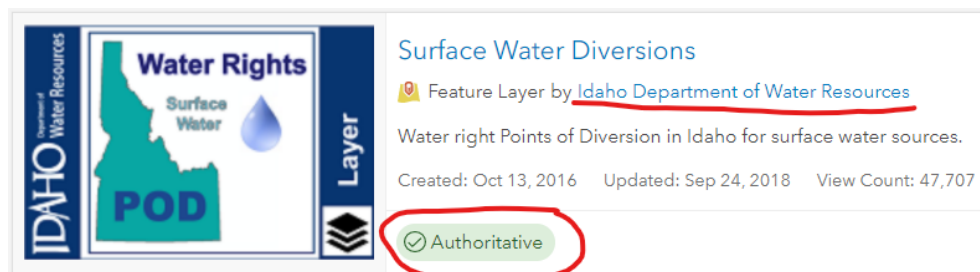 IDAHO
Department of
Water Resources
Water Rights
Surface
Water
POD
Layer
Surface Water Diversions
Feature Layer by Idaho Department of Water Resources
Water right Points of Diversion in Idaho for surface water sources.
Created: Oct 13, 2016 Updated: Sep 24, 2018 View Count: 47,707
Authoritative